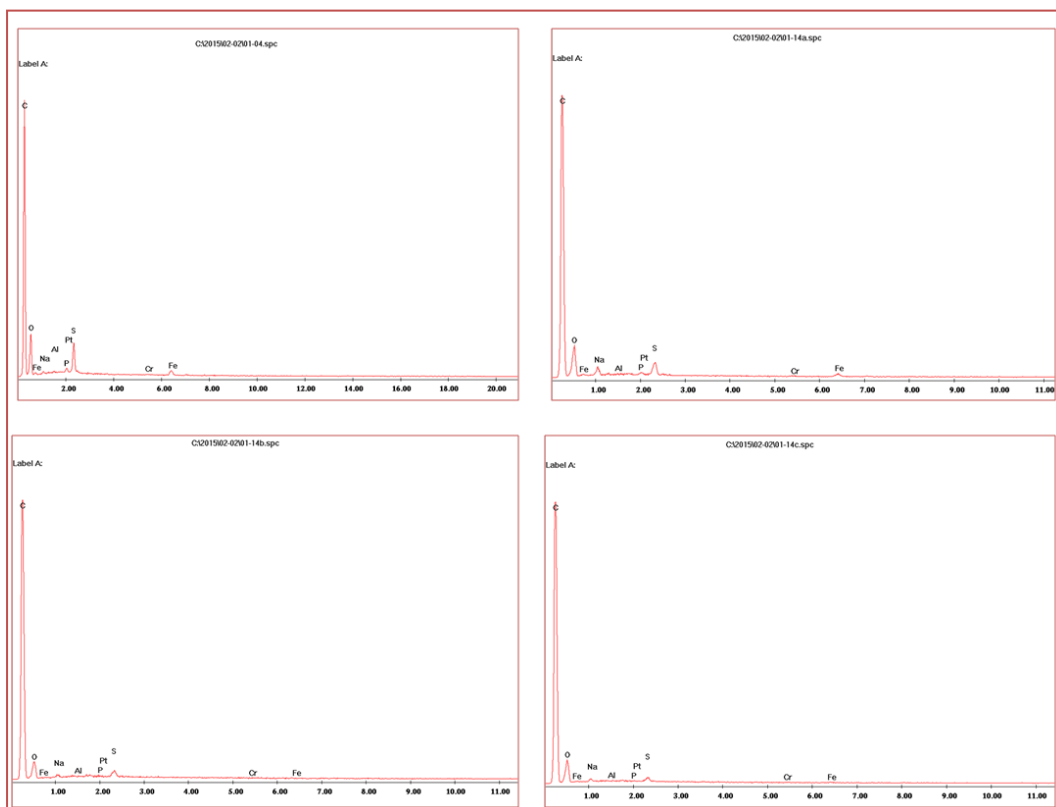 C:\2015\02-02\01-04.spc
Label A:
C
O
Fe
Na
Al
Pt
P
S
Cr
Fe
2.00 4.00 6.00 8.00 10.00 12.00 14.00 16.00 18.00 20.00
C:\2015\02-02\01-14a.spc
Label A:
C
O
Fe
Na
Al
Pt
P
S
Cr
Fe
1.00 2.00 3.00 4.00 5.00 6.00 7.00 8.00 9.00 10.00 11.00
C:\2015\02-02\01-14b.spc
Label A:
C
O
Fe
Na
Al
Pt
P
S
Cr
Fe
1.00 2.00 3.00 4.00 5.00 6.00 7.00 8.00 9.00 10.00 11.00
C:\2015\02-02\01-14c.spc
Label A:
C
O
Fe
Na
Al
Pt
P
S
Cr
Fe
1.00 2.00 3.00 4.00 5.00 6.00 7.00 8.00 9.00 10.00 11.00